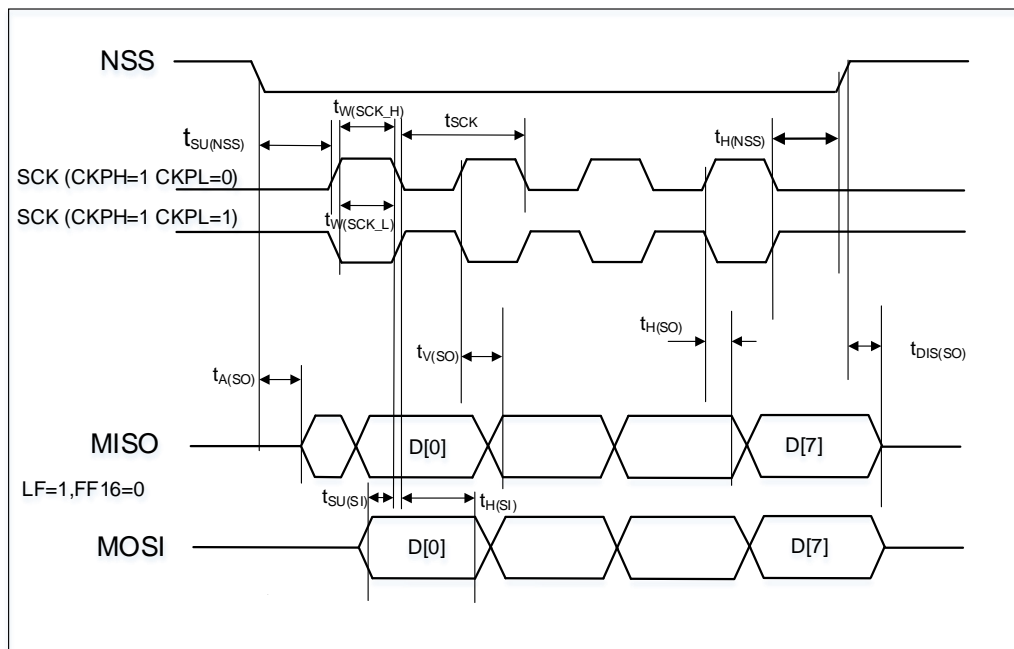 NSS
tW(SCK_H)
tSCK
tSU(NSS)
tH(NSS)
SCK (CKPH=1 CKPL=0)
SCK (CKPH=1 CKPL=1)
tW(SCK_L)
tH(SO)
tV(SO)
tDIS(SO)
tA(SO)
MISO
D[0]
D[7]
LF=1,FF16=0
tSU(SI)
tH(SI)
MOSI
D[0]
D[7]